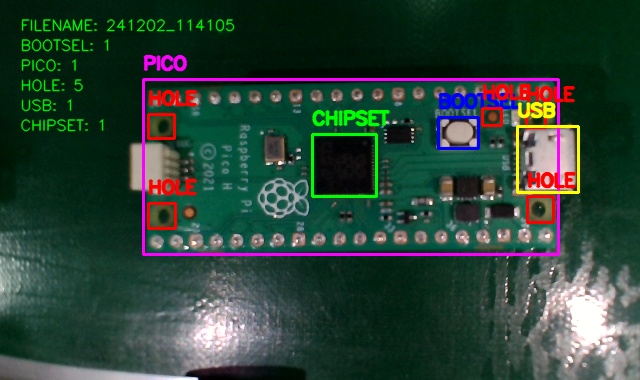 FILENAME: 241202_114105
BOOTSEL: 1
PICO: 1
HOLE: 5
USB: 1
CHIPSET: 1
PICO
HOLE
HOLE
HOLE
BOOTSEL
USB
CHIPSET
HOLE
HOLE
Raspberry Pi
Pico H
©2021